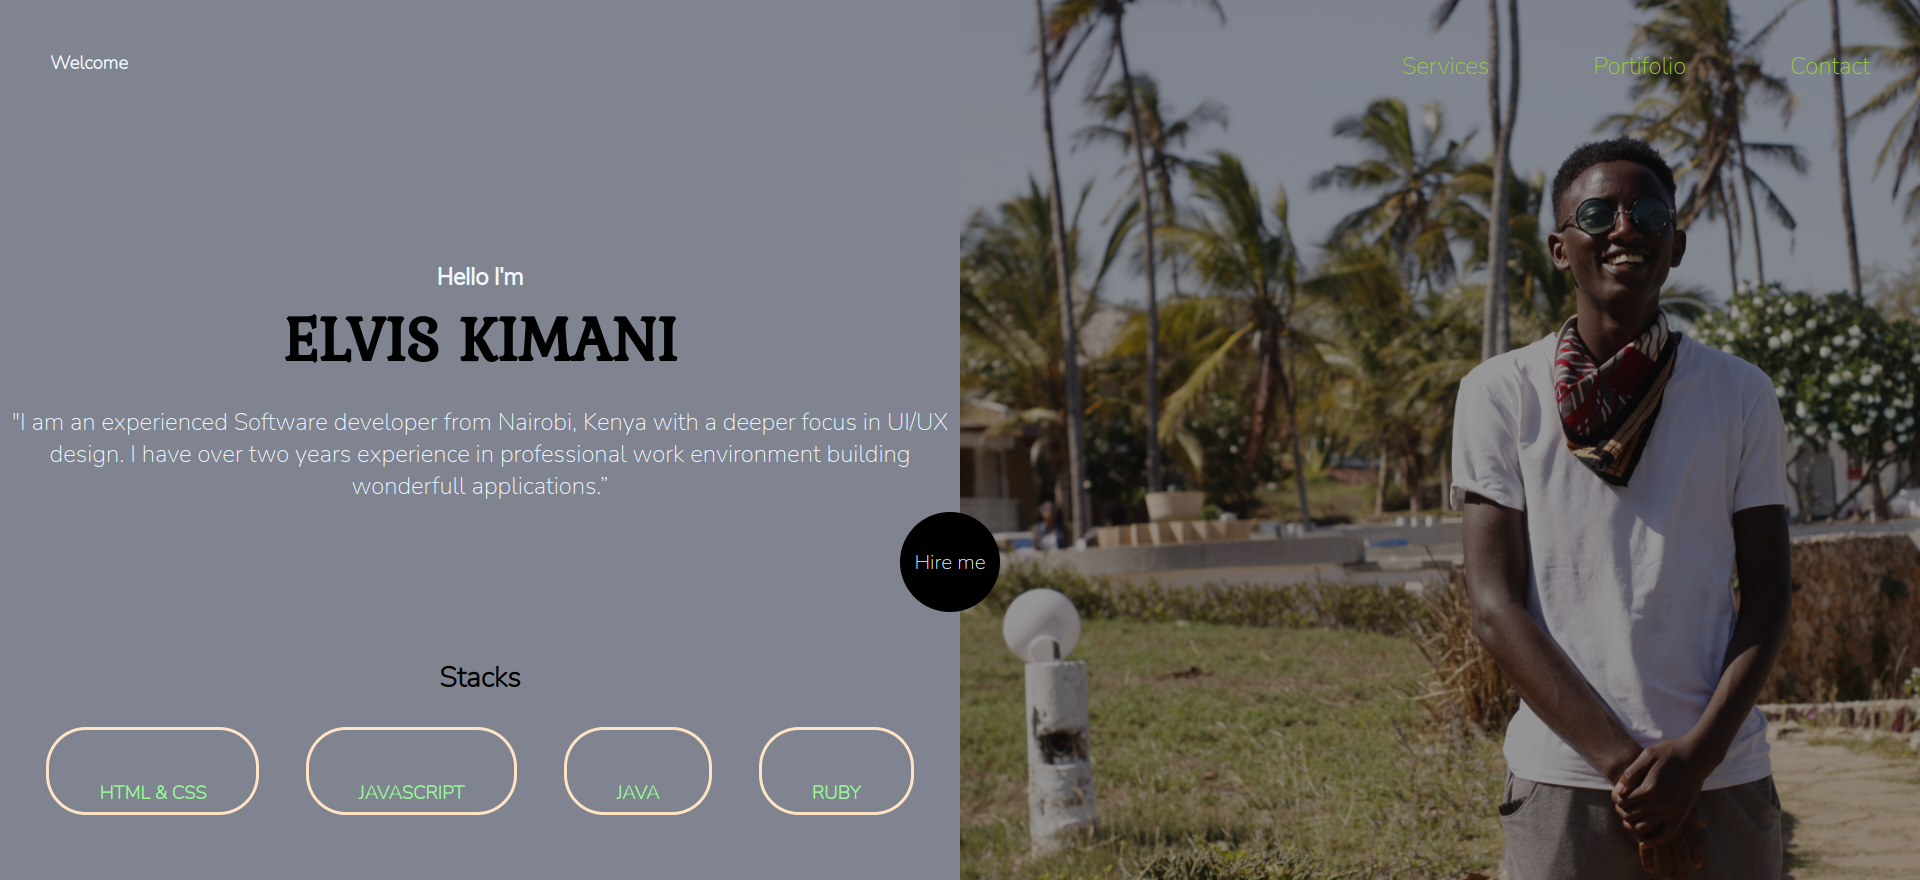 Welcome
Services
Portifolio
Contact
Hello I'm
ELVIS KIMANI
"I am an experienced Software developer from Nairobi, Kenya with a deeper focus in UI/UX
design. I have over two years experience in professional work environment building
wonderfull applications.”
Hire me
Stacks
HTML & CSS
JAVASCRIPT
JAVA
RUBY